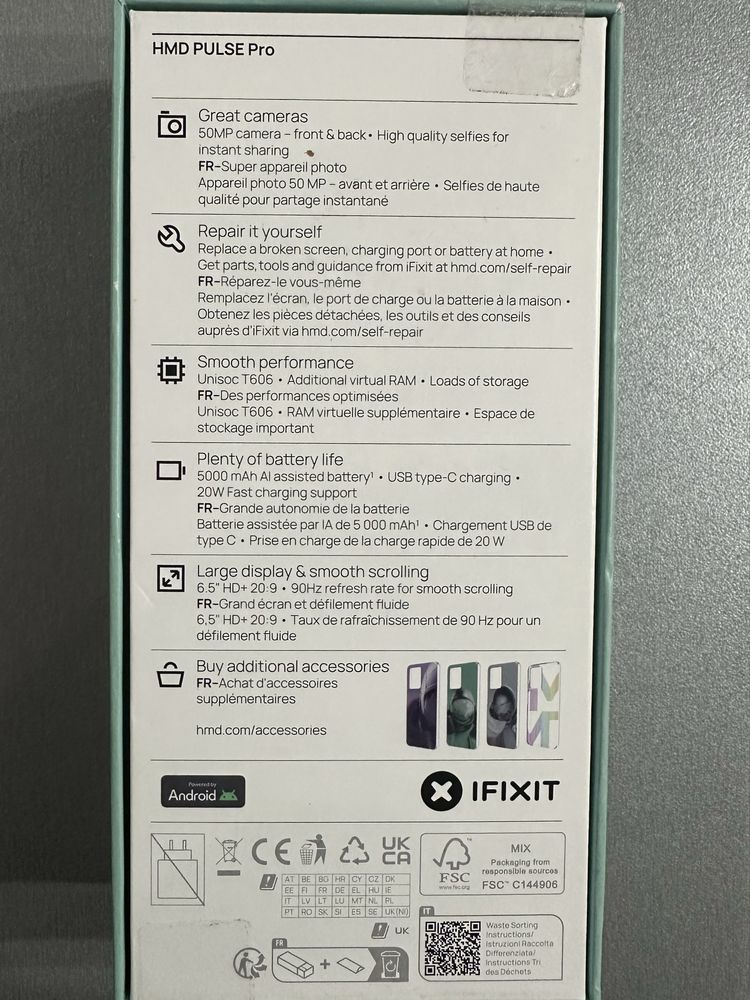 HMD PULSE Pro
Great cameras
50MP camera – front & back • High quality selfies for
instant sharing
FR–Super appareil photo
Appareil photo 50 MP – avant et arrière • Selfies de haute
qualité pour partage instantané
Repair it yourself
Replace a broken screen, charging port or battery at home •
Get parts, tools and guidance from iFixit at hmd.com/self-repair
FR–Réparez-le vous-même
Remplacez l'écran, le port de charge ou la batterie à la maison •
Obtenez les pièces détachées, les outils et des conseils
auprès d'iFixit via hmd.com/self-repair
Smooth performance
Unisoc T606 • Additional virtual RAM • Loads of storage
FR–Des performances optimisées
Unisoc T606 • RAM virtuelle supplémentaire • Espace de
stockage important
Plenty of battery life
5000 mAh AI assisted battery¹ • USB type-C charging •
20W Fast charging support
FR–Grande autonomie de la batterie
Batterie assistée par IA de 5 000 mAh¹ • Chargement USB de
type C • Prise en charge de la charge rapide de 20 W
Large display & smooth scrolling
6.5" HD+ 20:9 • 90Hz refresh rate for smooth scrolling
FR–Grand écran et défilement fluide
6,5" HD+ 20:9 • Taux de rafraîchissement de 90 Hz pour un
défilement fluide
Buy additional accessories
FR–Achat d'accessoires
supplémentaires
hmd.com/accessories
Powered by
Android
IFIXIT
CE
UK
CA
FSC™
www.fsc.org
MIX
Packaging from
responsible sources
FSC™ C144906
AT BE BG HR CY CZ DK
EE FI FR DE EL HU IE
IT LV LT LU MT NL PL
PT RO SK SI ES SE UK(NI)
UK
FR
+
IT
Waste Sorting
Instructions/
Istruzioni Raccolta
Differenziata/
Instructions Tri
des Déchets